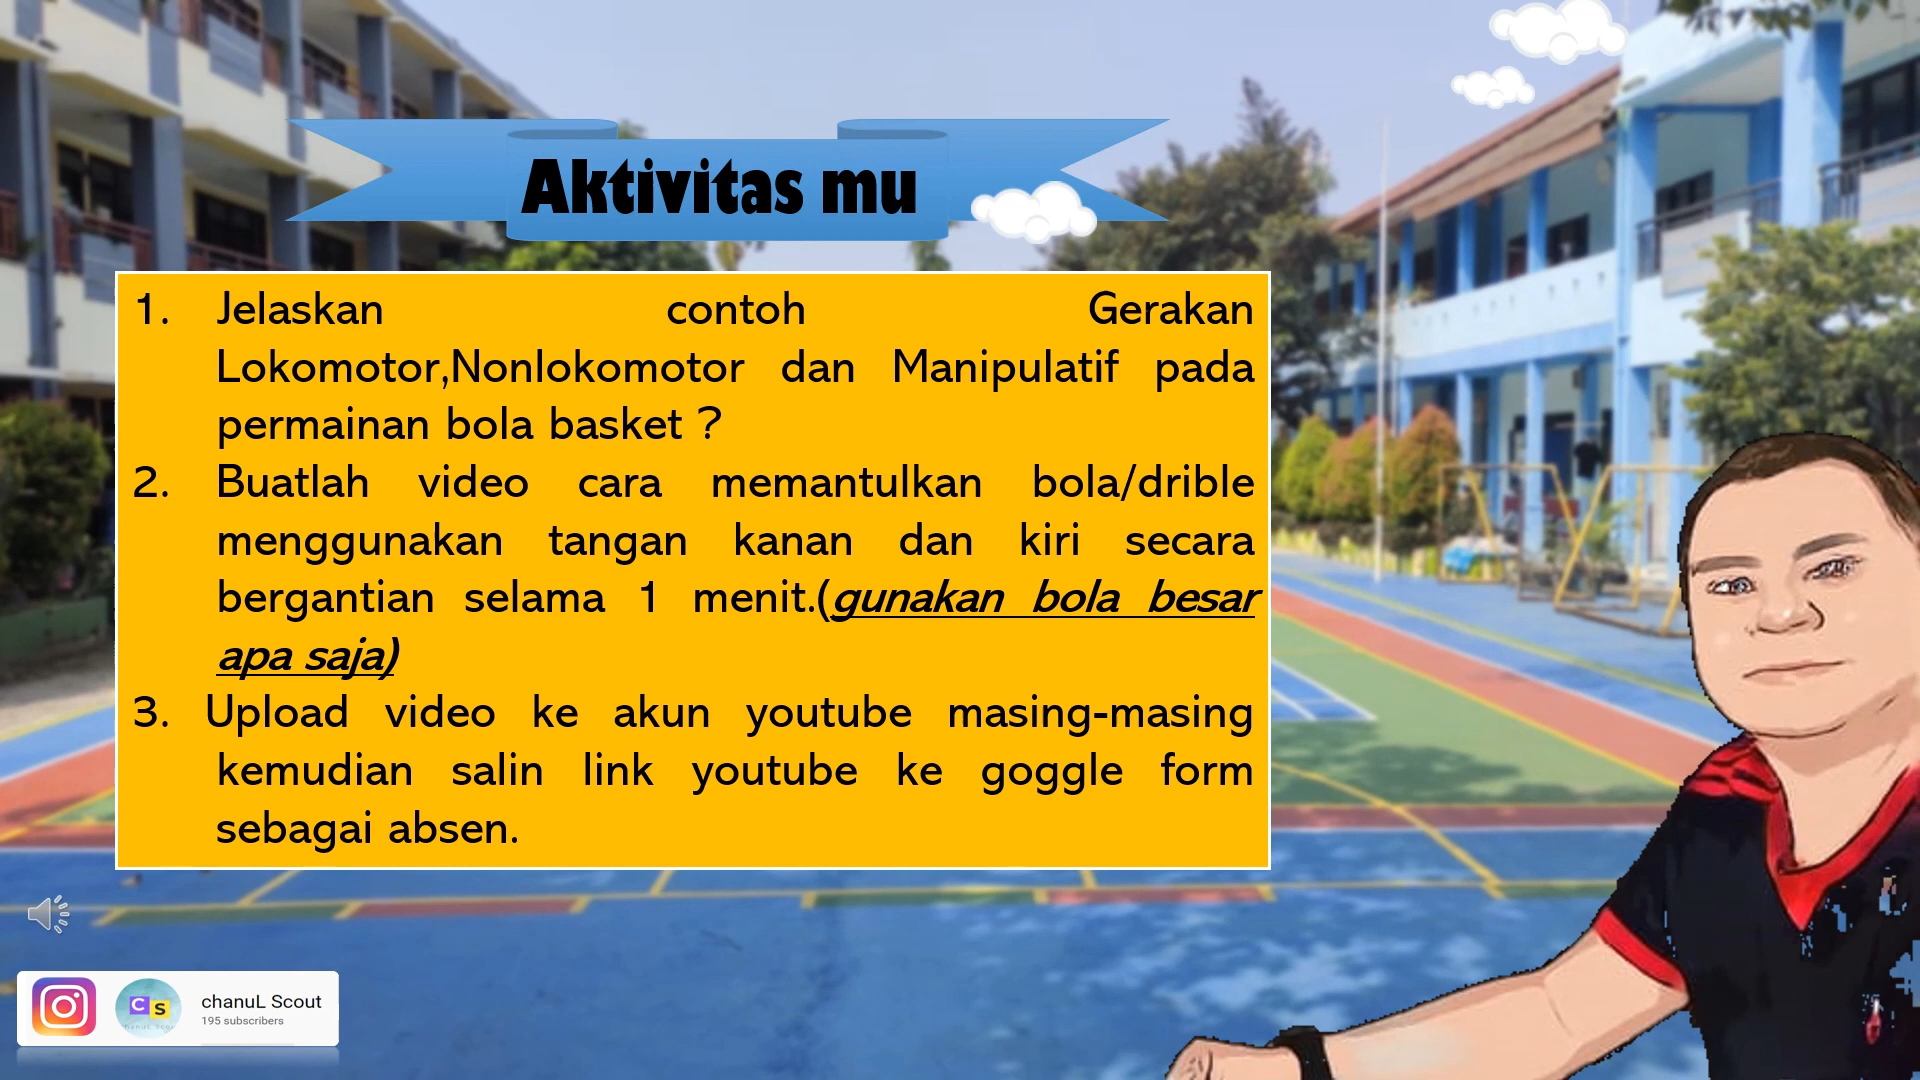 Aktivitas mu
1. Jelaskan contoh Gerakan
Lokomotor,Nonlokomotor dan Manipulatif pada
permainan bola basket ?
2. Buatlah video cara memantulkan bola/drible
menggunakan tangan kanan dan kiri secara
bergantian selama 1 menit.(gunakan bola besar
apa saja)
3. Upload video ke akun youtube masing-masing
kemudian salin link youtube ke goggle form
sebagai absen.
CS
chanuL Scout
195 subscribers